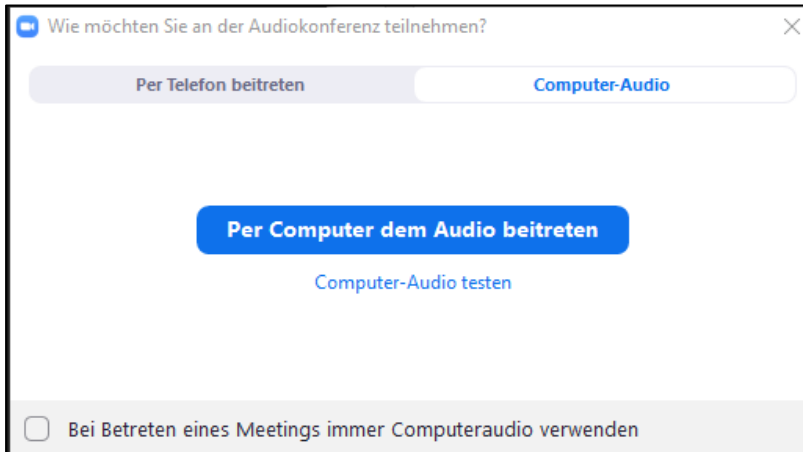 Wie möchten Sie an der Audiokonferenz teilnehmen?
Per Telefon beitreten
Computer-Audio
Per Computer dem Audio beitreten
Computer-Audio testen
Bei Betreten eines Meetings immer Computeraudio verwenden